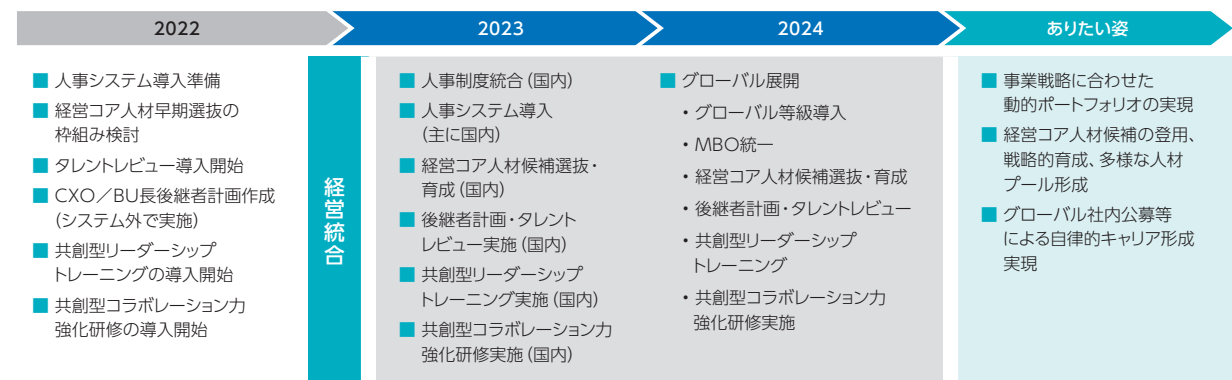 2022
2023
2024
ありたい姿
■ 人事システム導入準備
■ 経営コア人材早期選抜の
枠組み検討
■ タレントレビュー導入開始
■ CXO／BU長後継者計画作成
(システム外で実施)
■ 共創型リーダーシップ
トレーニングの導入開始
■ 共創型コラボレーション力
強化研修の導入開始
経営統合
■ 人事制度統合(国内)
■ 人事システム導入
(主に国内)
■ 経営コア人材候補選抜・
育成(国内)
■ 後継者計画・タレント
レビュー実施(国内)
■ 共創型リーダーシップ
トレーニング実施(国内)
■ 共創型コラボレーション力
強化研修実施(国内)
■ グローバル展開
・グローバル等級導入
・MBO統一
・経営コア人材候補選抜・育成
・後継者計画・タレントレビュー
・共創型リーダーシップ
トレーニング
・共創型コラボレーション力
強化研修実施
■ 事業戦略に合わせた
動的ポートフォリオの実現
■ 経営コア人材候補の登用、
戦略的育成、多様な人材
プール形成
■ グローバル社内公募等
による自律的キャリア形成
実現